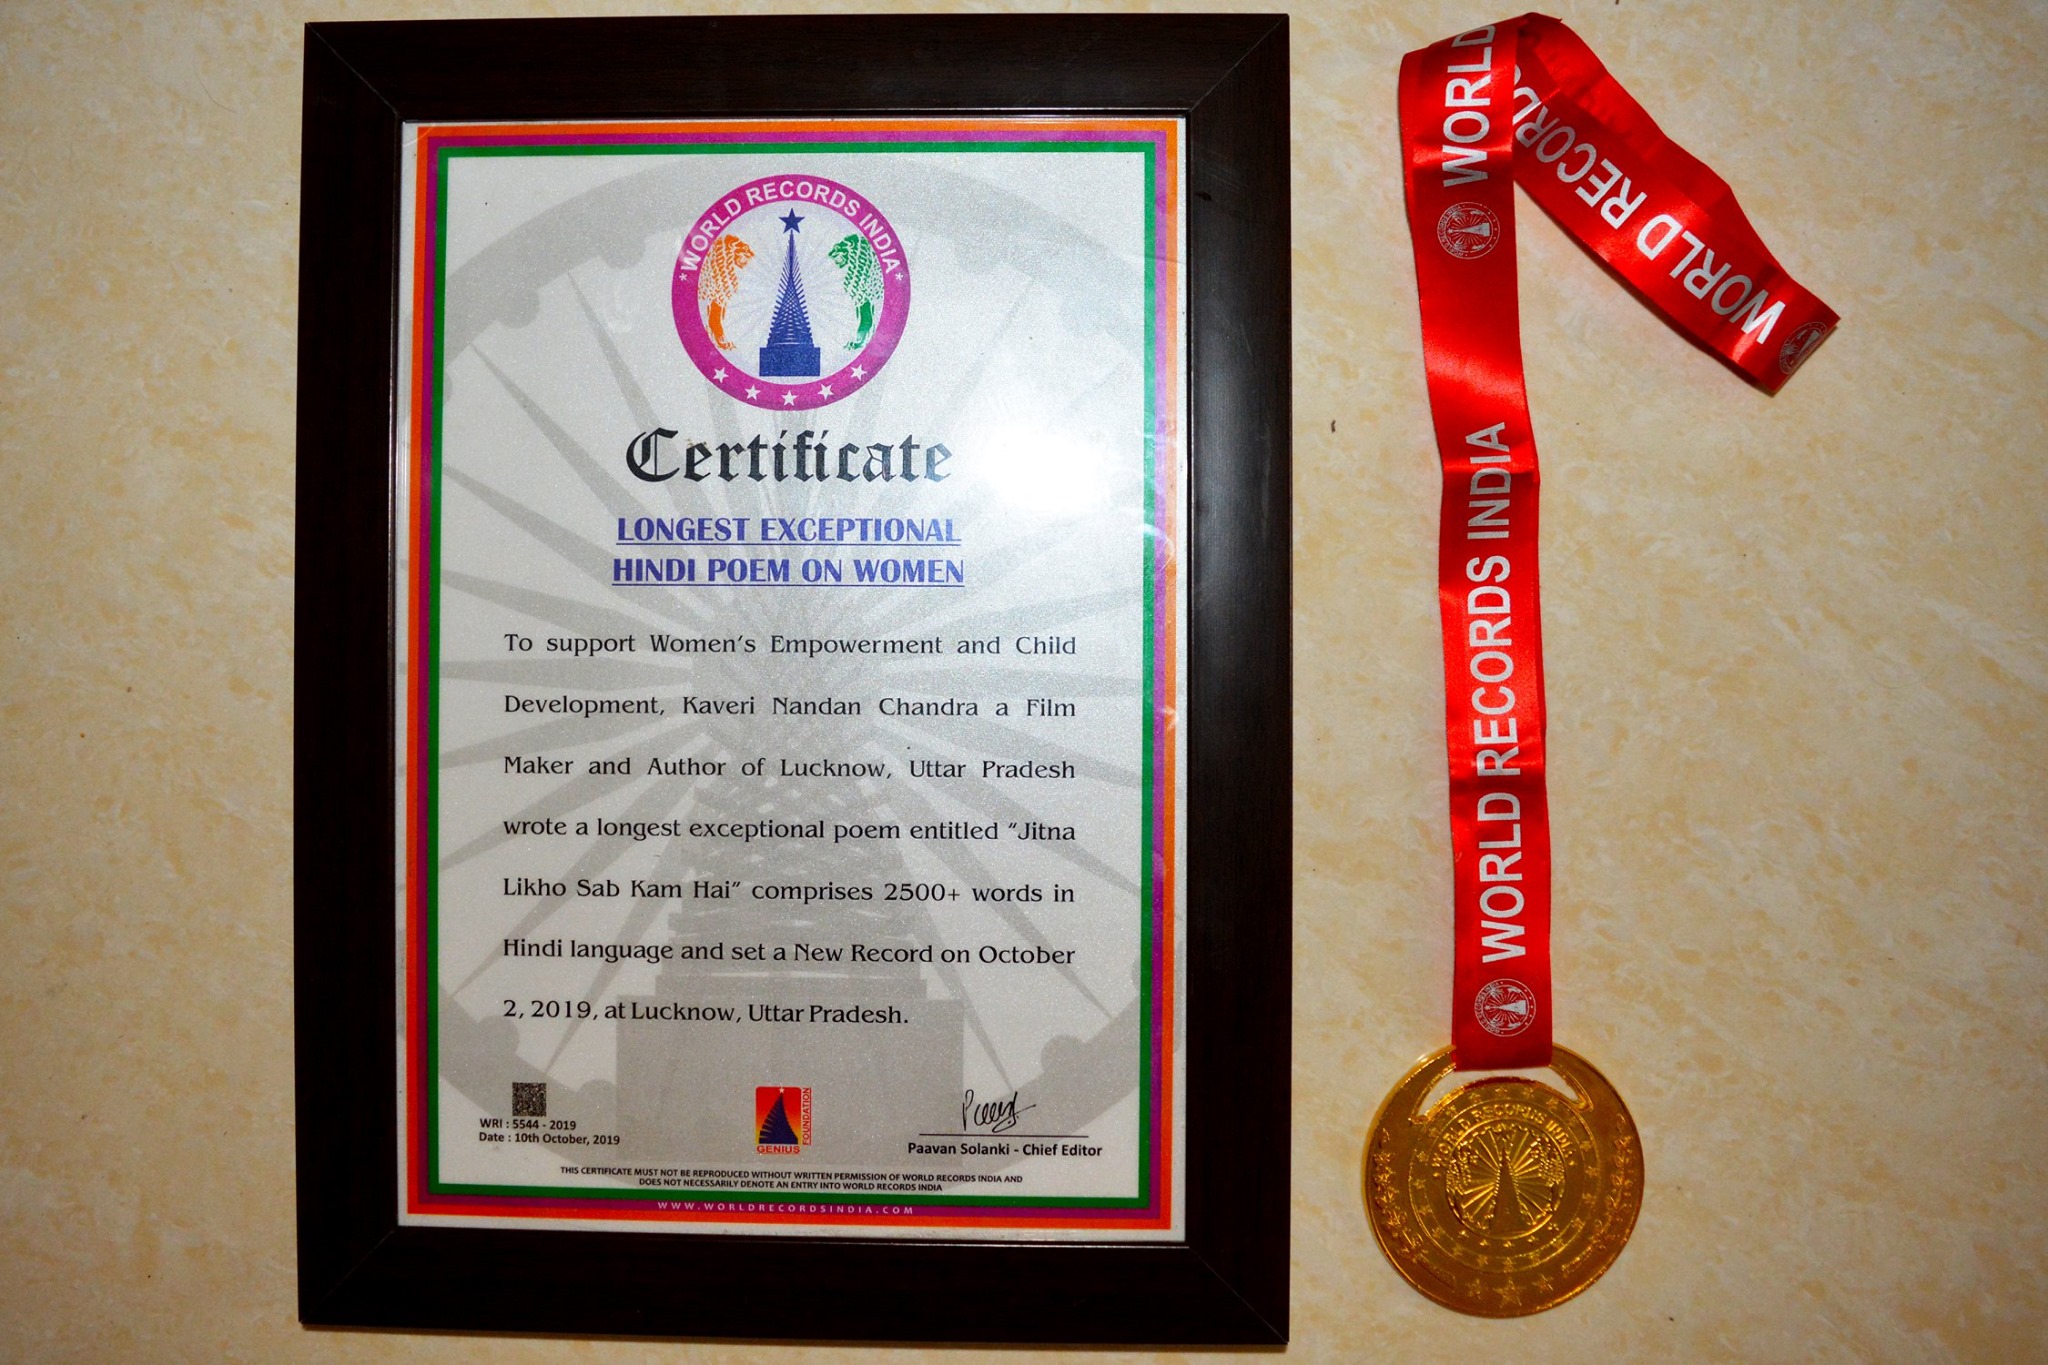 *WORLD RECORDS INDIA*
Certificate
LONGEST EXCEPTIONAL
HINDI POEM ON WOMEN
To support Women's Empowerment and Child
Development, Kaveri Nandan Chandra a Film
Maker and Author of Lucknow, Uttar Pradesh
wrote a longest exceptional poem entitled "Jitna
Likho Sab Kam Hai" comprises 2500+ words in
Hindi language and set a New Record on October
2, 2019, at Lucknow, Uttar Pradesh.
WRI : 5544 - 2019
Date : 10th October, 2019
GENIUS
FOUNDATION
Paavan Solanki - Chief Editor
THIS CERTIFICATE MUST NOT BE REPRODUCED WITHOUT WRITTEN PERMISSION OF WORLD RECORDS INDIA AND
DOES NOT NECESSARILY DENOTE AN ENTRY INTO WORLD RECORDS INDIA
WWW.WORLDRECORDSINDIA.COM
WORLD
RECORDS
WORLD RECO
WORLD RECORDS INDIA
WORLD RECORDS INDIA